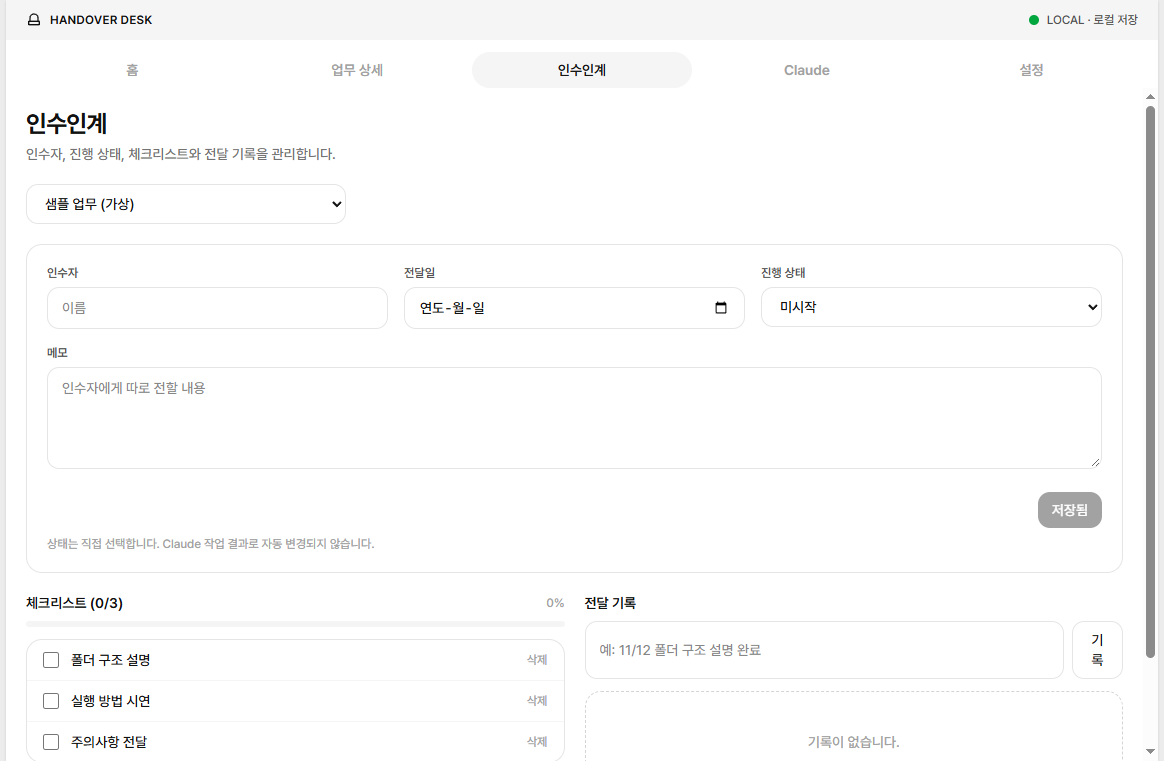 HANDOVER DESK
LOCAL · 로컬 저장
홈
업무 상세
인수인계
Claude
설정
인수인계
인수자, 진행 상태, 체크리스트와 전달 기록을 관리합니다.
샘플 업무 (가상)
인수자
전달일
진행 상태
이름
연도-월-일
미시작
메모
인수자에게 따로 전할 내용
저장됨
상태는 직접 선택합니다. Claude 작업 결과로 자동 변경되지 않습니다.
체크리스트 (0/3)
0%
전달 기록
예: 11/12 폴더 구조 설명 완료
기
록
폴더 구조 설명
삭제
실행 방법 시연
삭제
주의사항 전달
삭제
기록이 없습니다.